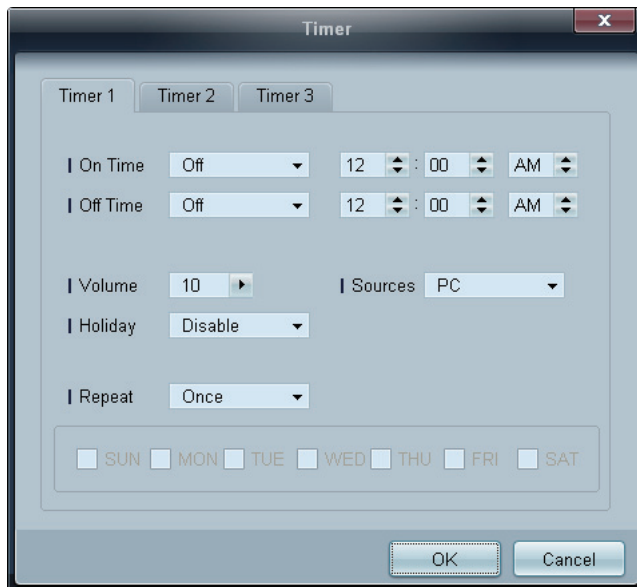 Timer
Timer 1 Timer 2 Timer 3
On Time Off 12 : 00 AM
Off Time Off 12 : 00 AM
Volume 10 Sources PC
Holiday Disable
Repeat Once
SUN MON TUE WED THU FRI SAT
OK Cancel